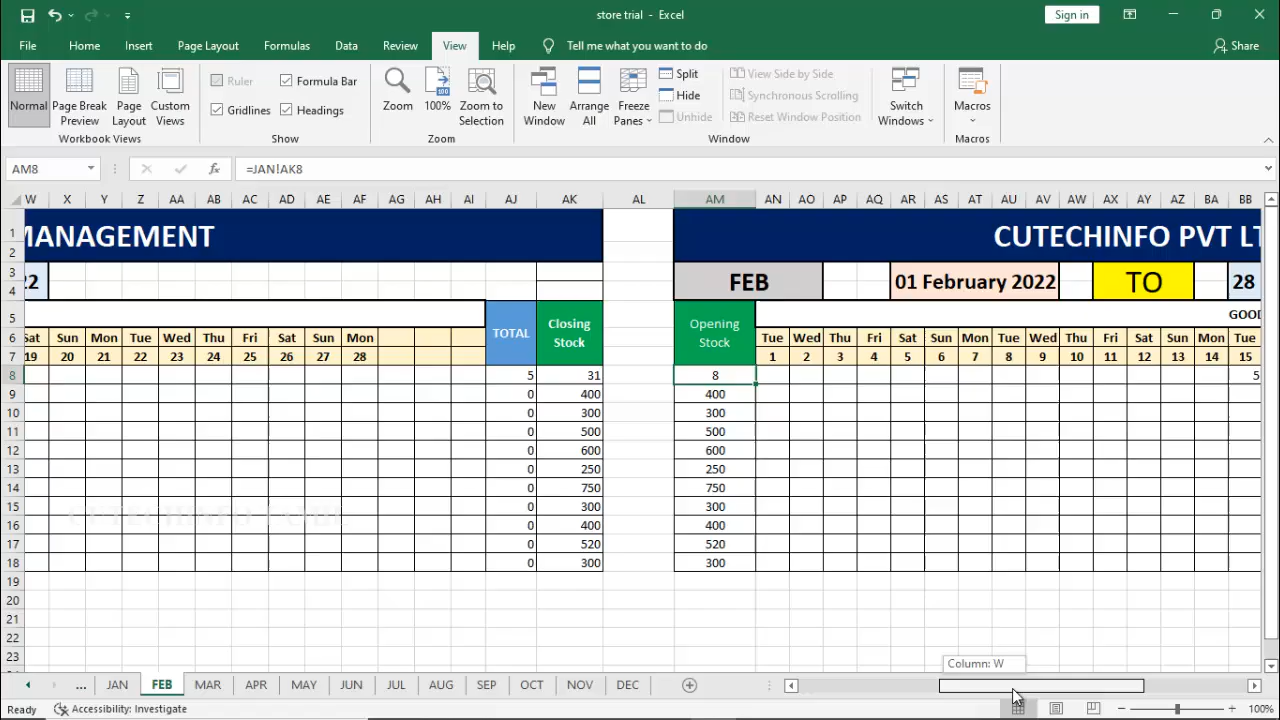 store trial - Excel
Sign in
File Home Insert Page Layout Formulas Data Review View Help Tell me what you want to do Share
Normal Page Break Preview Page Layout Custom Views
Workbook Views
Ruler Formula Bar
Gridlines Headings
Show
Zoom 100% Zoom to Selection
Zoom
New Window Arrange All Freeze Panes
Split
Hide
Unhide
View Side by Side
Synchronous Scrolling
Reset Window Position
Window
Switch Windows
Macros
Macros
AM8 fx =JAN!AK8
W X Y Z AA AB AC AD AE AF AG AH AI AJ AK AL AM AN AO AP AQ AR AS AT AU AV AW AX AY AZ BA BB
1 MANAGEMENT CUTECHINFO PVT LT
2
3 22 FEB 01 February 2022 TO 28
4
5 TOTAL Closing Stock Opening Stock GOOD
6 Sat Sun Mon Tue Wed Thu Fri Sat Sun Mon Tue Wed Thu Fri Sat Sun Mon Tue Wed Thu Fri Sat Sun Mon Tue
7 19 20 21 22 23 24 25 26 27 28 1 2 3 4 5 6 7 8 9 10 11 12 13 14 15
8 5 31 8 5
9 0 400 400
10 0 300 300
11 0 500 500
12 0 600 600
13 0 250 250
14 0 750 750
15 0 300 300
16 0 400 400
17 0 520 520
18 0 300 300
19
20
21
22
23
Column: W
... JAN FEB MAR APR MAY JUN JUL AUG SEP OCT NOV DEC
Ready Accessibility: Investigate 100%